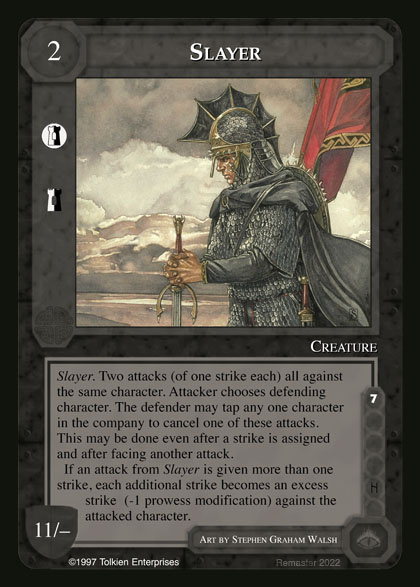 2
SLAYER
CREATURE
Slayer. Two attacks (of one strike each) all against
the same character. Attacker chooses defending
character. The defender may tap any one character
in the company to cancel one of these attacks.
This may be done even after a strike is assigned
and after facing another attack.
If an attack from Slayer is given more than one
strike, each additional strike becomes an excess
strike (-1 prowess modification) against the
attacked character.
7
H
11/–
ART BY STEPHEN GRAHAM WALSH
©1997 Tolkien Enterprises
Remaster 2022